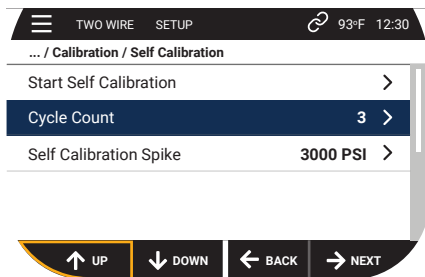 TWO WIRE SETUP 93°F 12:30
... / Calibration / Self Calibration
Start Self Calibration
Cycle Count 3
Self Calibration Spike 3000 PSI
UP DOWN BACK NEXT